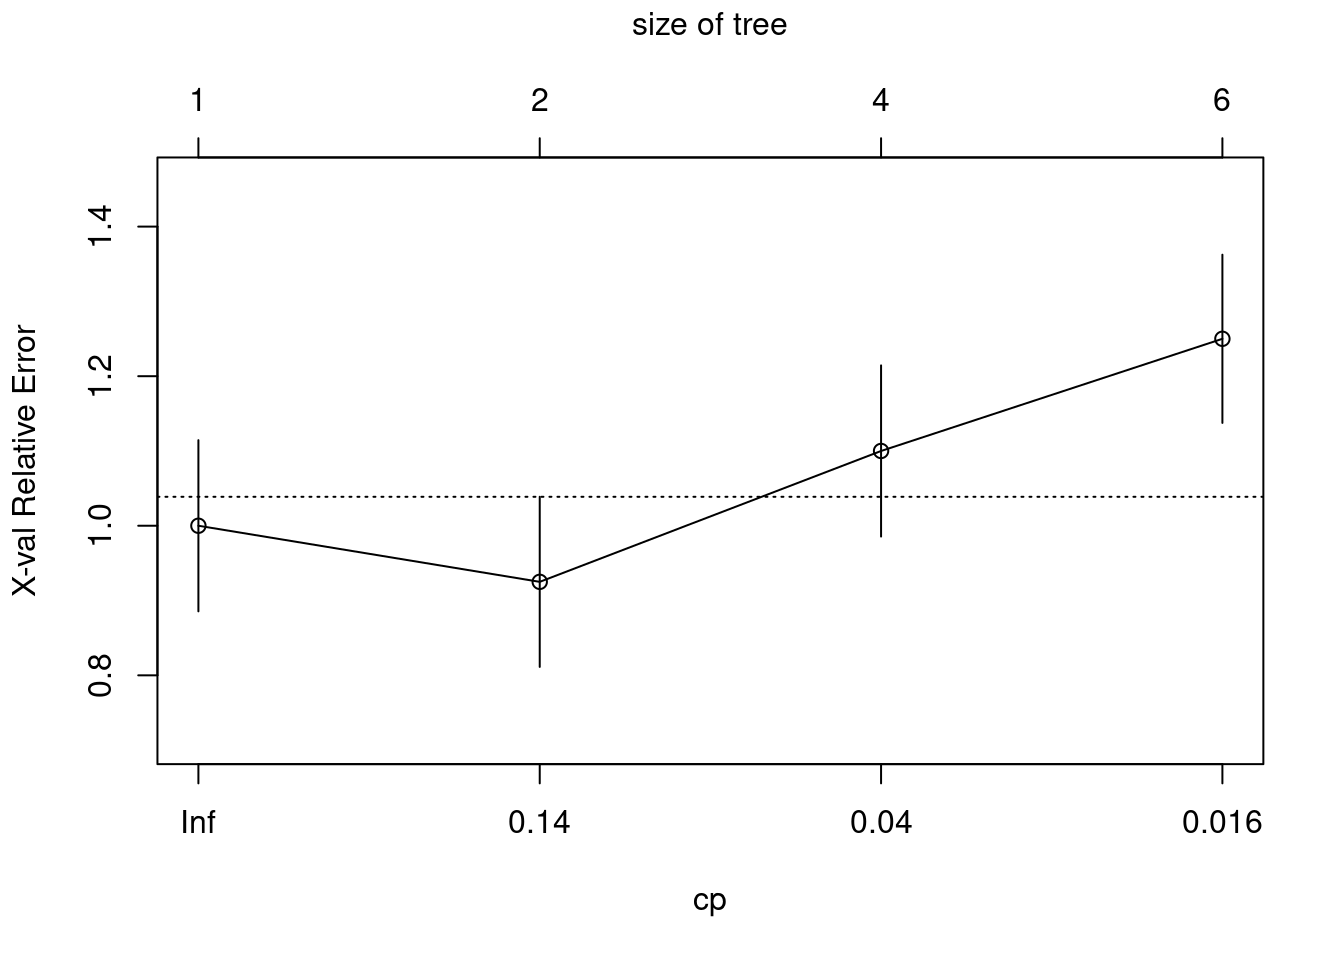 size of tree
1 2 4 6
X-val Relative Error
1.4
1.2
1.0
0.8
Inf 0.14 0.04 0.016
cp